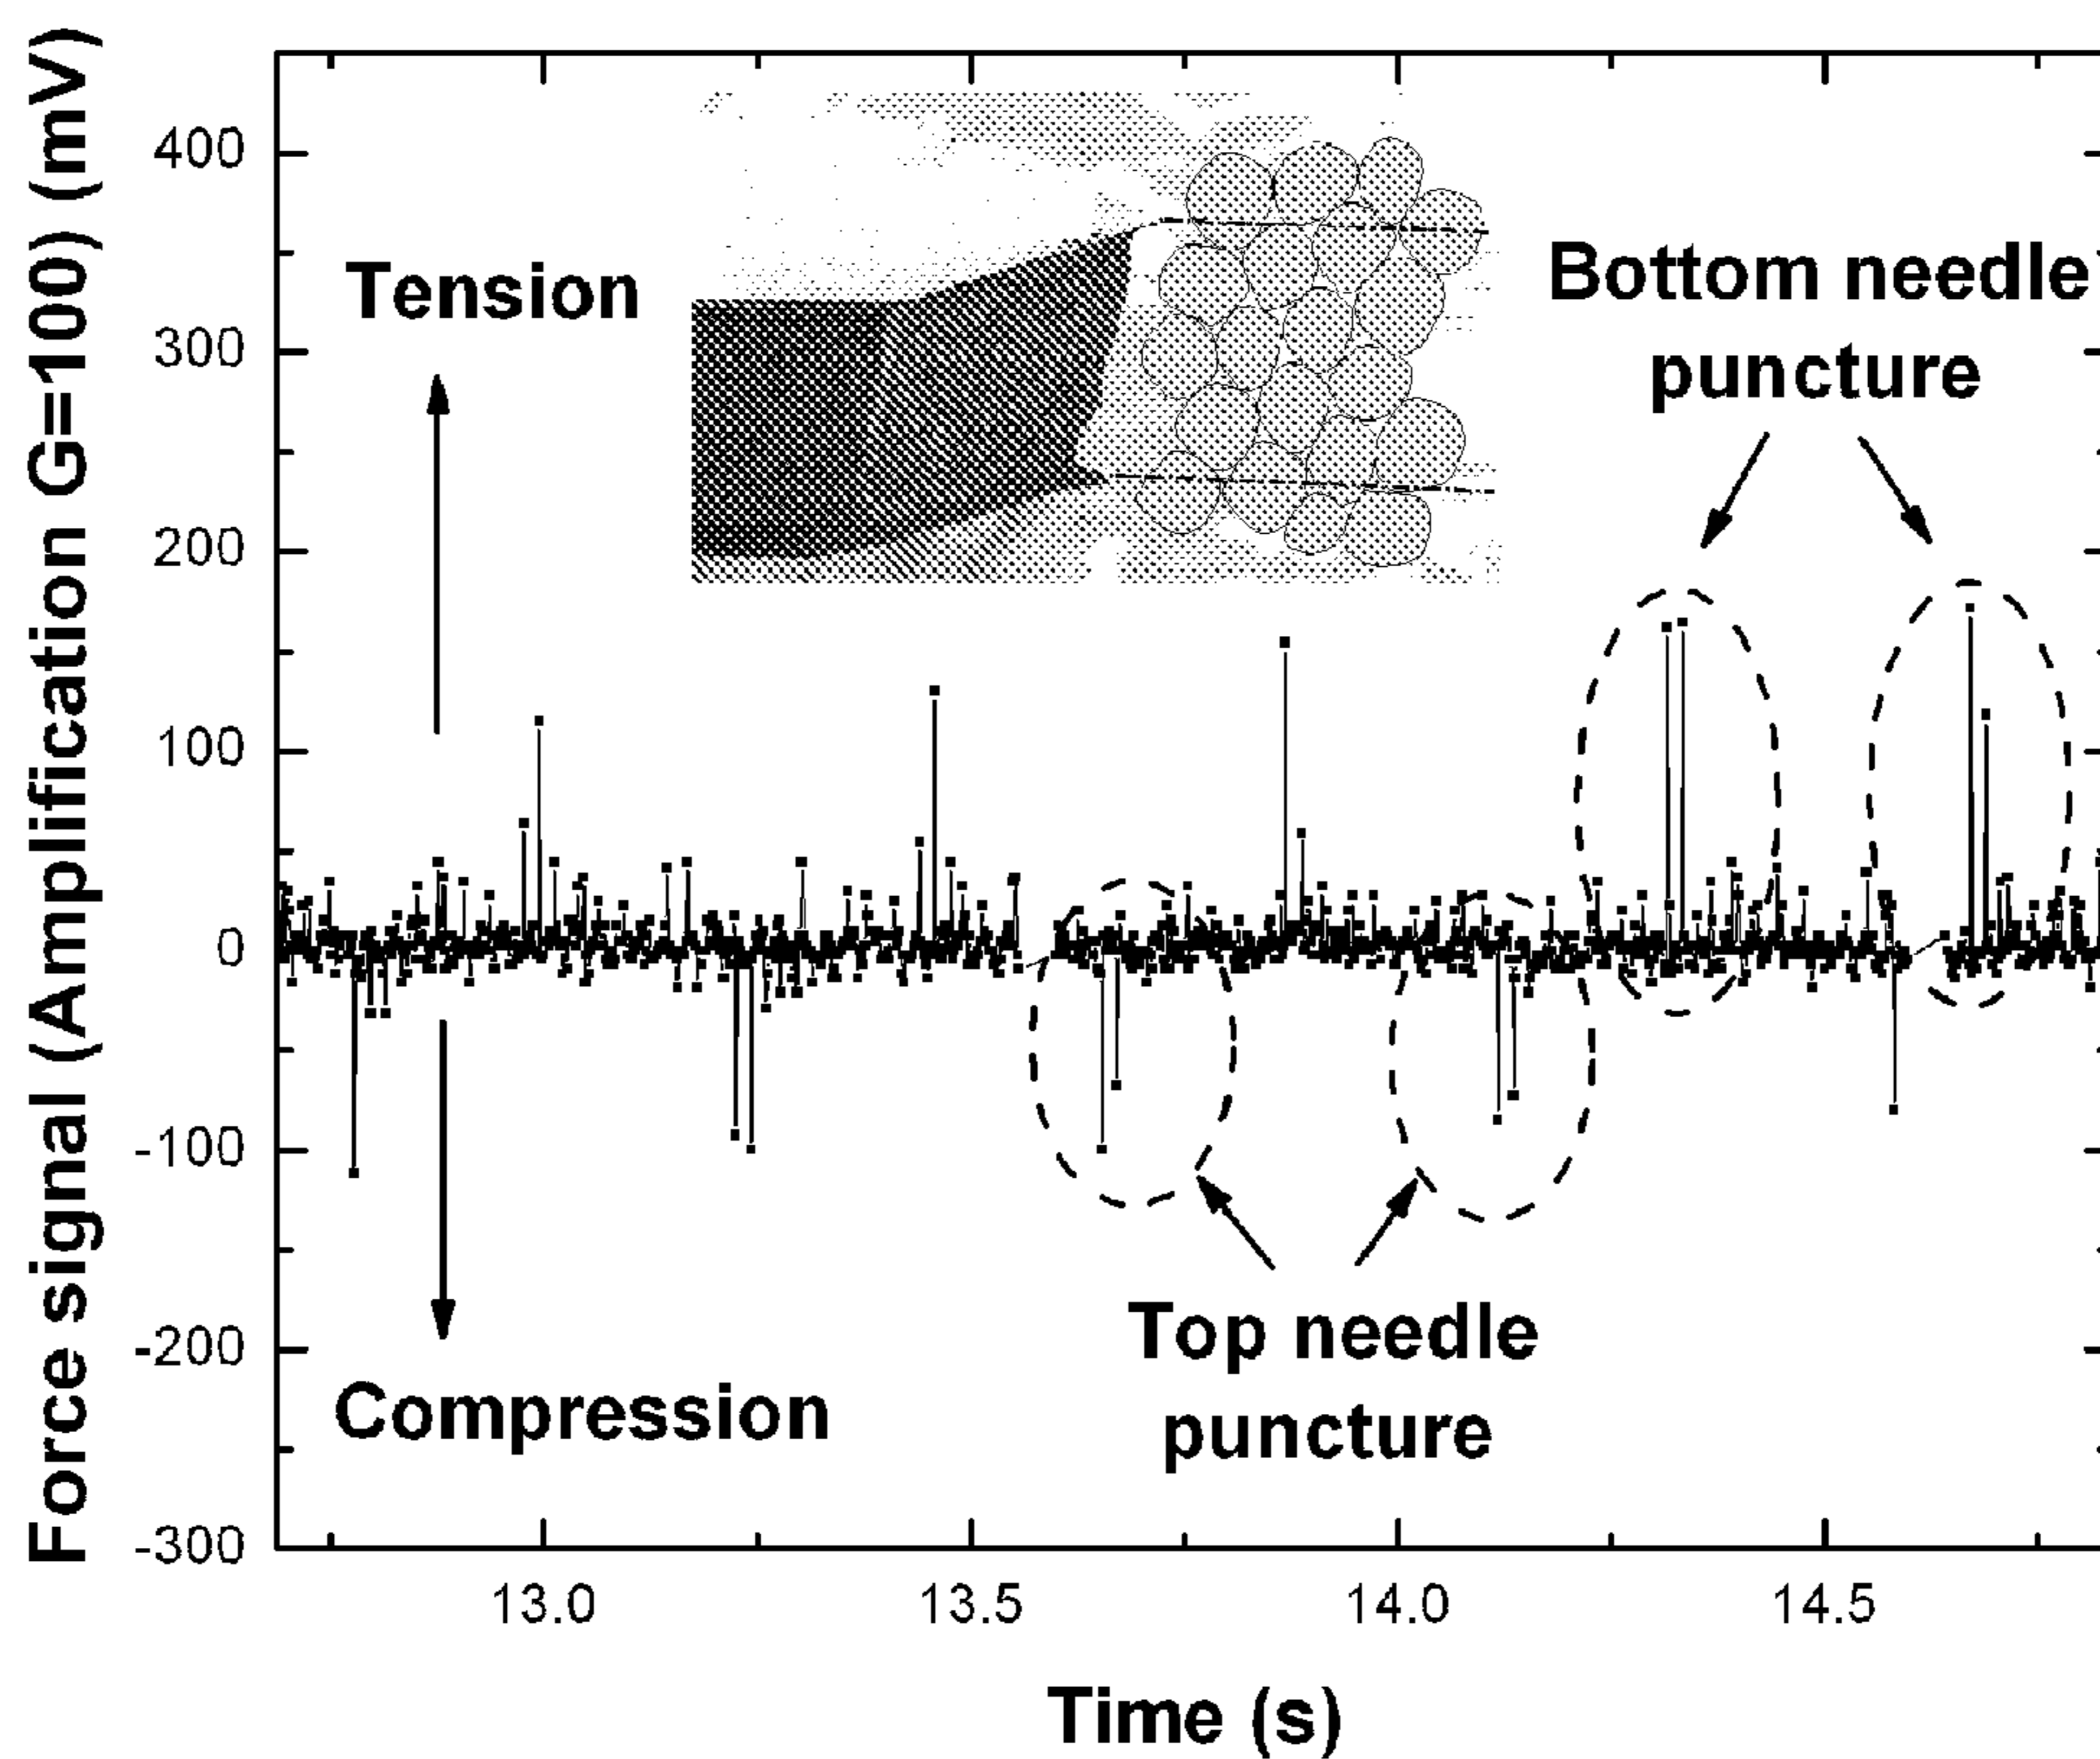 Force signal (Amplification G=100) (mV)
400
300
200
100
0
-100
-200
-300
Tension
Compression
Bottom needle
puncture
Top needle
puncture
13.0
13.5
14.0
14.5
Time (s)